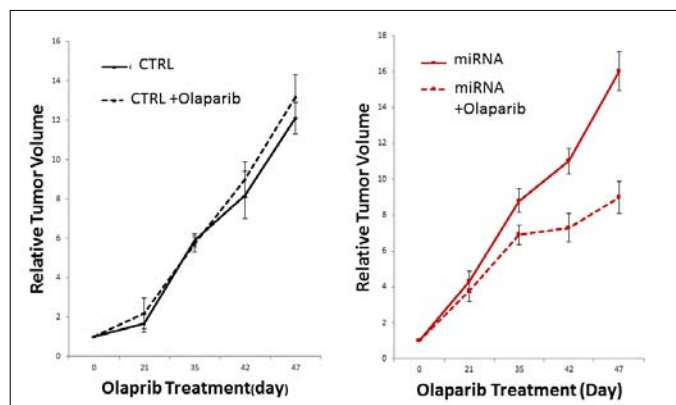 16
14
12
10
8
6
4
2
0
Relative Tumor Volume
CTRL
CTRL +Olaparib
0 21 35 42 47
Olaprib Treatment(day)
18
16
14
12
10
8
6
4
2
0
Relative Tumor Volume
miRNA
miRNA
+Olaparib
0 21 35 42 47
Olaparib Treatment (Day)